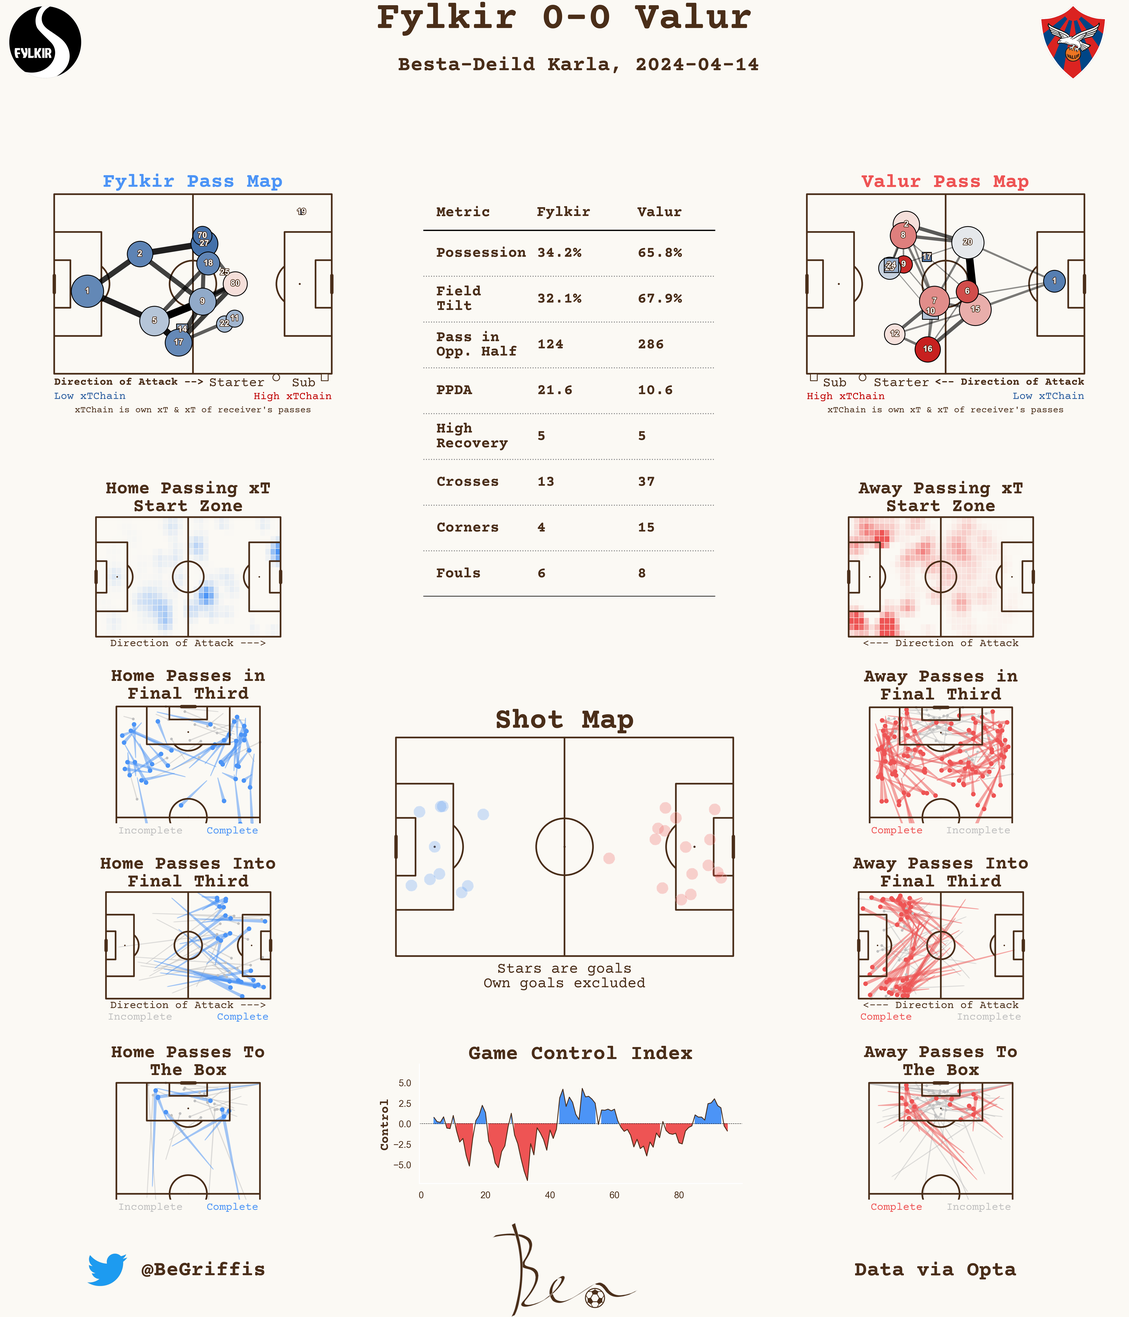 Fylkir 0-0 Valur
FYLKIR
Besta-Deild Karla, 2024-04-14
Fylkir Pass Map
19
70
27
2
18
25
80
1
9
5
22
11
14
17
Direction of Attack --> Starter Sub
Low xTChain High xTChain
xTChain is own xT & xT of receiver's passes
Metric Fylkir Valur
Possession 34.2% 65.8%
Field
Tilt 32.1% 67.9%
Pass in
Opp. Half 124 286
PPDA 21.6 10.6
High
Recovery 5 5
Crosses 13 37
Corners 4 15
Fouls 6 8
Valur Pass Map
2
8
20
17
24
9
1
6
7
10
15
12
16
Sub Starter <-- Direction of Attack
High xTChain Low xTChain
xTChain is own xT & xT of receiver's passes
Home Passing xT
Start Zone
Direction of Attack --->
Away Passing xT
Start Zone
<--- Direction of Attack
Home Passes in
Final Third
Incomplete Complete
Away Passes in
Final Third
Complete Incomplete
Shot Map
Stars are goals
Own goals excluded
Home Passes Into
Final Third
Direction of Attack --->
Incomplete Complete
Away Passes Into
Final Third
<--- Direction of Attack
Complete Incomplete
Home Passes To
The Box
Incomplete Complete
Game Control Index
Control
5.0
2.5
0.0
−2.5
−5.0
0 20 40 60 80
Away Passes To
The Box
Complete Incomplete
@BeGriffis
Bea
Data via Opta